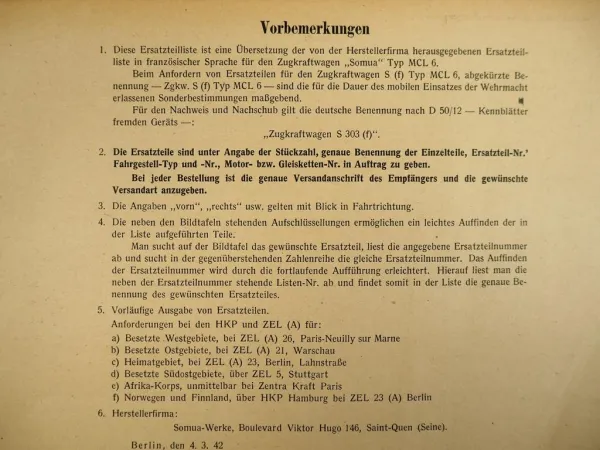 Vorbemerkungen
1. Diese Ersatzteilliste ist eine Übersetzung der von der Herstellerfirma herausgegebenen Ersatzteil-
liste in französischer Sprache für den Zugkraftwagen „Somua" Typ MCL 6.
Beim Anfordern von Ersatzteilen für den Zugkraftwagen S (f) Typ MCL 6, abgekürzte Be-
nennung — Zgkw. S (f) Typ MCL 6 — sind die für die Dauer des mobilen Einsatzes der Wehrmacht
erlassenen Sonderbestimmungen maßgebend.
Für den Nachweis und Nachschub gilt die deutsche Benennung nach D 50/12 — Kennblätter
fremden Geräts —:
„Zugkraftwagen S 303 (f)".
2. Die Ersatzteile sind unter Angabe der Stückzahl, genaue Benennung der Einzelteile, Ersatzteil-Nr.'
Fahrgestell-Typ und -Nr., Motor- bzw. Gleisketten-Nr. in Auftrag zu geben.
Bei jeder Bestellung ist die genaue Versandanschrift des Empfängers und die gewünschte
Versandart anzugeben.
3. Die Angaben „vorn", „rechts" usw. gelten mit Blick in Fahrtrichtung.
4. Die neben den Bildtafeln stehenden Aufschlüsselungen ermöglichen ein leichtes Auffinden der in
der Liste aufgeführten Teile.
Man sucht auf der Bildtafel das gewünschte Ersatzteil, liest die angegebene Ersatzteilnummer
ab und sucht in der gegenüberstehenden Zahlenreihe die gleiche Ersatzteilnummer. Das Auffinden
der Ersatzteilnummer wird durch die fortlaufende Aufführung erleichtert. Hierauf liest man die
neben der Ersatzteilnummer stehende Listen-Nr. ab und findet somit in der Liste die genaue Be-
nennung des gewünschten Ersatzteiles.
5. Vorläufige Ausgabe von Ersatzteilen.
Anforderungen bei den HKP und ZEL (A) für:
a) Besetzte Westgebiete, bei ZEL (A) 26, Paris-Neuilly sur Marne
b) Besetzte Ostgebiete, bei ZEL (A) 21, Warschau
c) Heimatgebiet, bei ZEL (A) 23, Berlin, Lahnstraße
d) Besetzte Südostgebiete, über ZEL 5, Stuttgart
e) Afrika-Korps, unmittelbar bei Zentra Kraft Paris
f) Norwegen und Finnland, über HKP Hamburg bei ZEL 23 (A) Berlin
6. Herstellerfirma:
Somua-Werke, Boulevard Viktor Hugo 146, Saint-Quen (Seine).
Berlin, den 4. 3. 42